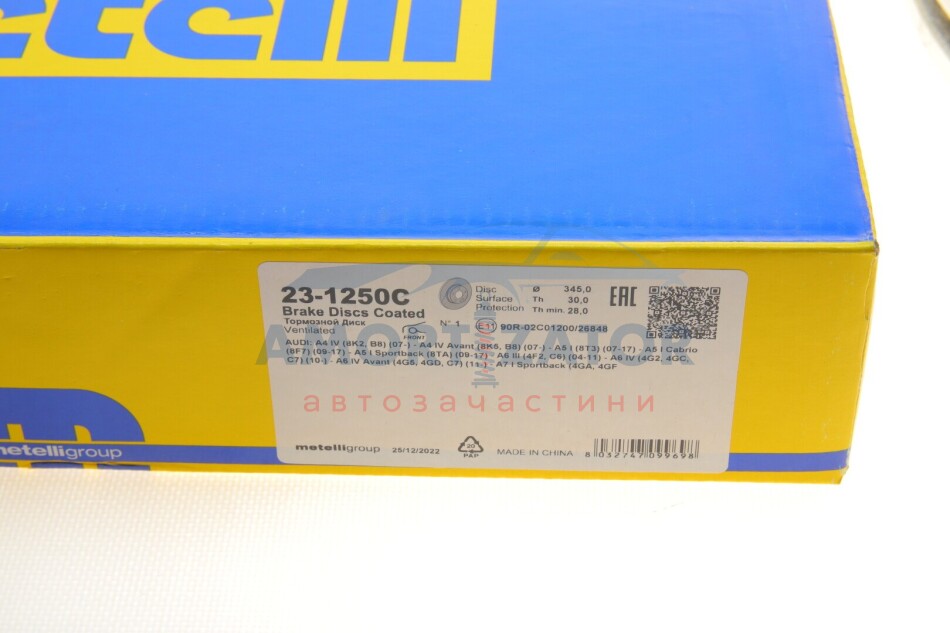 etelli
23-1250C
Brake Discs Coated
Тормозной Диск
Ventilated
FRONT
N° 1
Disc Ø 345,0
Surface Th 30,0
Protection Th min. 28,0
EAC
(E1) 90R-02C01200/26848
AUDI: A4 IV (8K2, B8) (07-) - A4 IV Avant (8K5, B8) (07-) - A5 I (8T3) (07-17) - A5 I Cabrio
(8F7) (09-17) - A5 I Sportback (8TA) (09-17) - A6 III (4F2, C6) (04-11) - A6 IV (4G2, 4GC,
C7) (10-) - A6 IV Avant (4G5, 4GD, C7) (11-) - A7 I Sportback (4GA, 4GF
AMORTIZATOR
автозачастини
metelligroup
metelligroup
25/12/2022
20
PAP
MADE IN CHINA
8 032747 099698